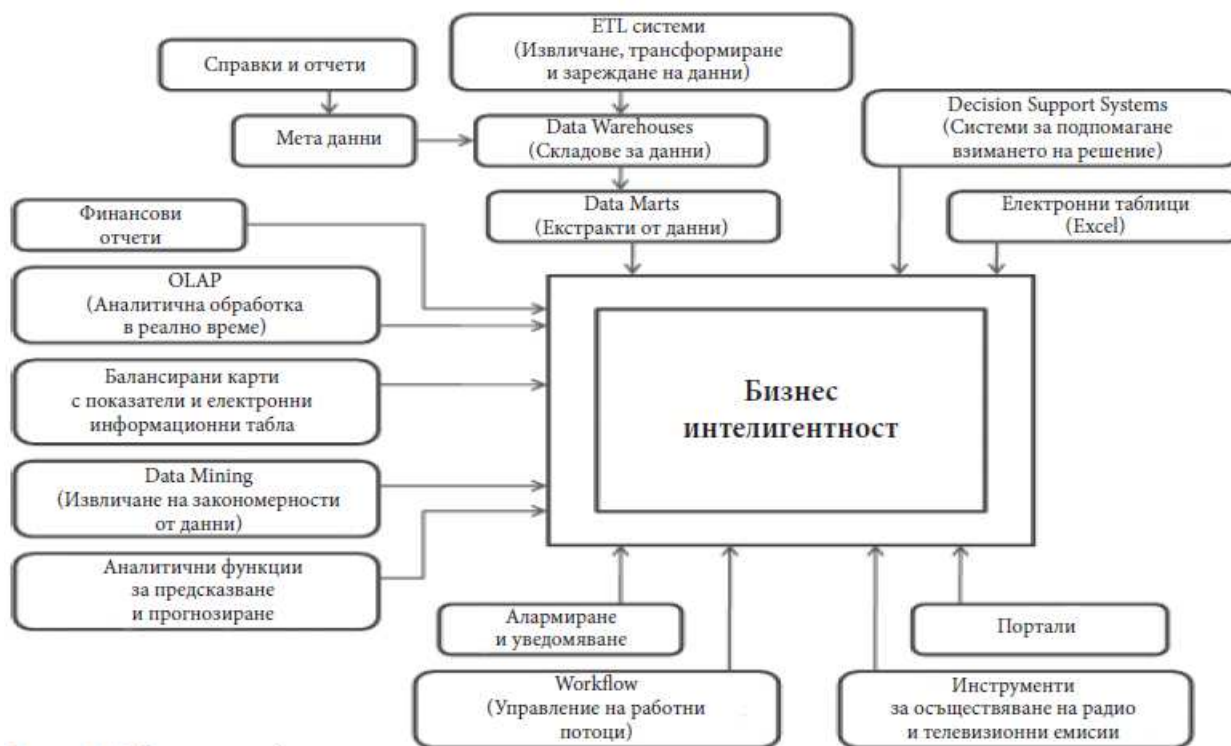 ETL системи
(Извличане, трансформиране
и зареждане на данни)
Справки и отчети
Мета данни
Data Warehouses
(Складове за данни)
Decision Support Systems
(Системи за подпомагане
взимането на решение)
Data Marts
(Екстракти от данни)
Електронни таблици
(Excel)
Финансови
отчети
OLAP
(Аналитична обработка
в реално време)
Балансирани карти
с показатели и електронни
информационни табла
Data Mining
(Извличане на закономерности
от данни)
Аналитични функции
за предсказване
и прогнозиране
Бизнес
интелигентност
Алармиране
и уведомяване
Портали
Workflow
(Управление на работни
потоци)
Инструменти
за осъществяване на радио
и телевизионни емисии